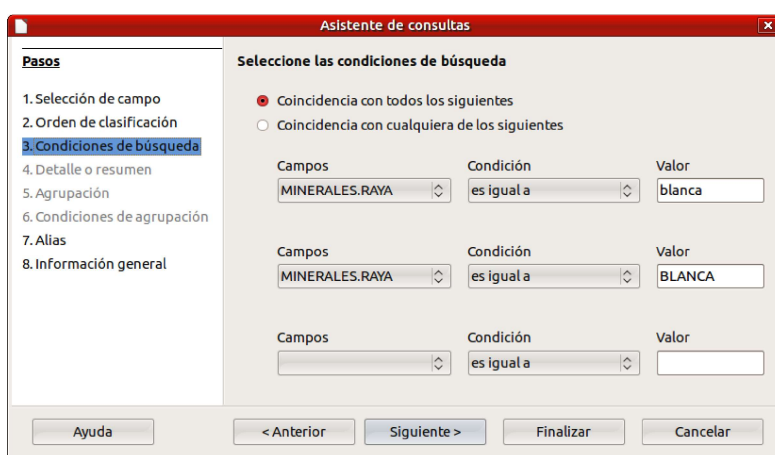 Asistente de consultas
Pasos
1. Selección de campo
2. Orden de clasificación
3. Condiciones de búsqueda
4. Detalle o resumen
5. Agrupación
6. Condiciones de agrupación
7. Alias
8. Información general
Seleccione las condiciones de búsqueda
Coincidencia con todos los siguientes
Coincidencia con cualquiera de los siguientes
Campos Condición Valor
MINERALES.RAYA es igual a blanca
Campos Condición Valor
MINERALES.RAYA es igual a BLANCA
Campos Condición Valor
es igual a
Ayuda < Anterior Siguiente > Finalizar Cancelar